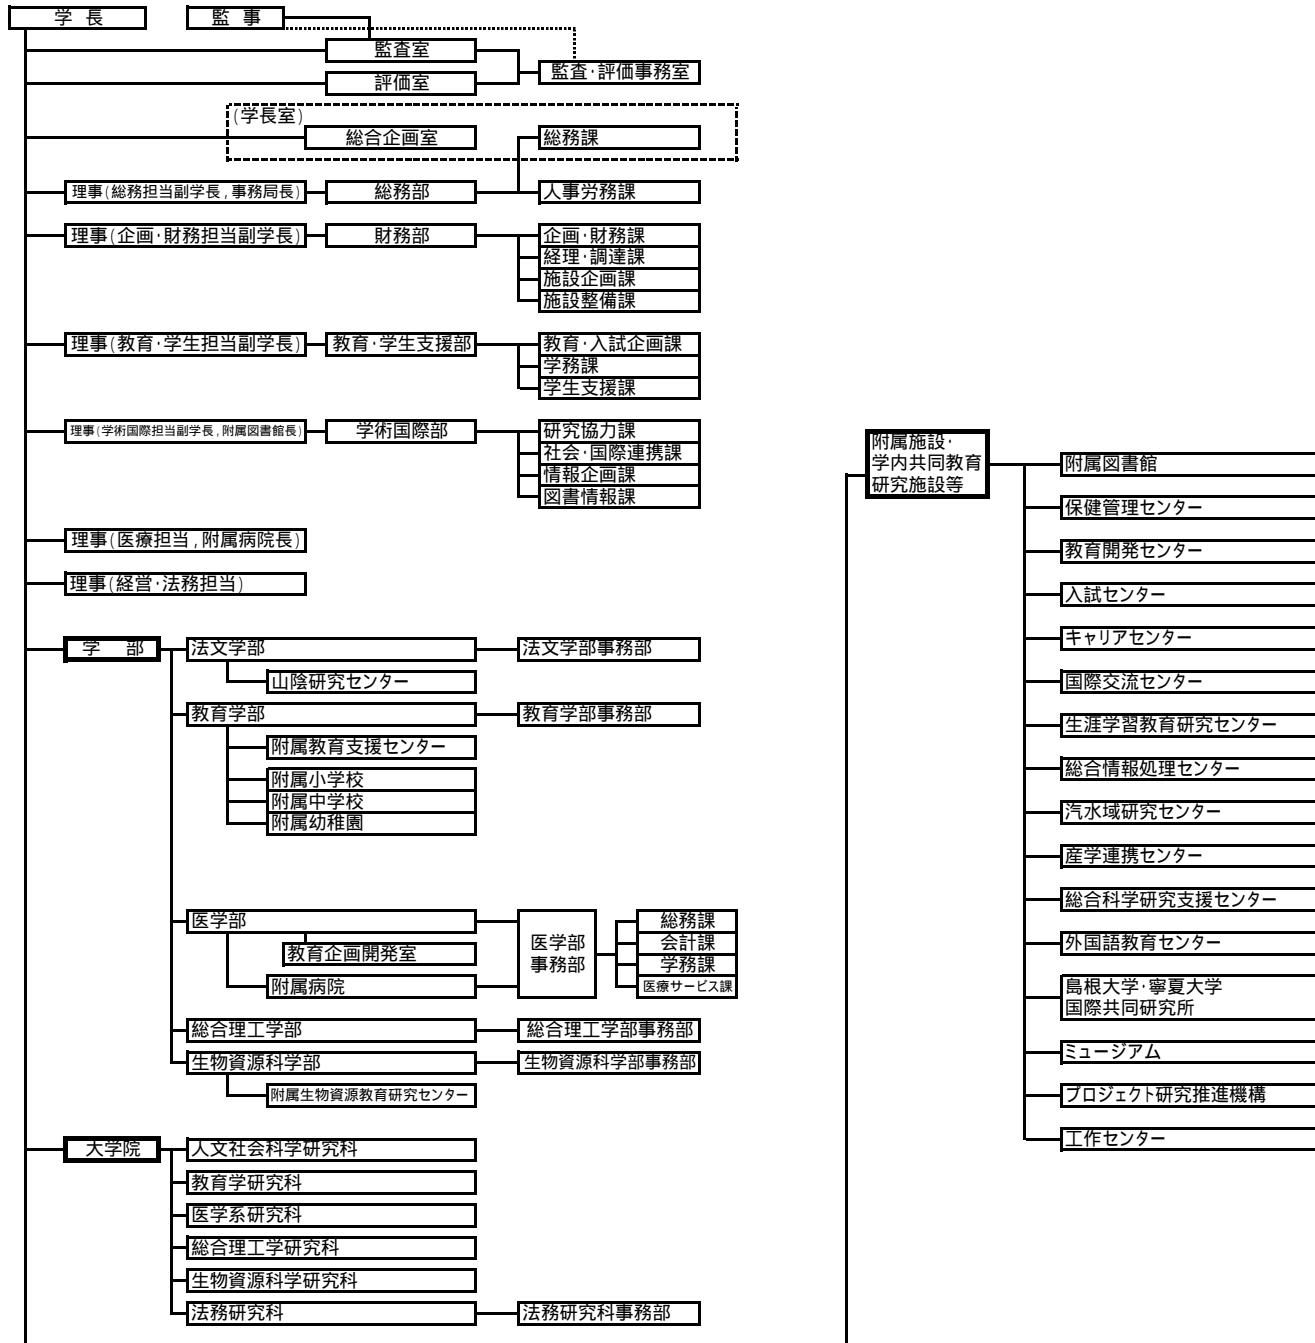 学 長
監 事
監査室
監査・評価事務室
評価室
(学長室)
総合企画室
総務課
理事(総務担当副学長,事務局長)
総務部
人事労務課
理事(企画・財務担当副学長)
財務部
企画・財務課
経理・調達課
施設企画課
施設整備課
理事(教育・学生担当副学長)
教育・学生支援部
教育・入試企画課
学務課
学生支援課
理事(学術国際担当副学長,附属図書館長)
学術国際部
研究協力課
社会・国際連携課
情報企画課
図書情報課
理事(医療担当,附属病院長)
理事(経営・法務担当)
学 部
法文学部
法文学部事務部
山陰研究センター
教育学部
教育学部事務部
附属教育支援センター
附属小学校
附属中学校
附属幼稚園
医学部
教育企画開発室
附属病院
医学部
事務部
総務課
会計課
学務課
医療サービス課
総合理工学部
総合理工学部事務部
生物資源科学部
生物資源科学部事務部
附属生物資源教育研究センター
大学院
人文社会科学研究科
教育学研究科
医学系研究科
総合理工学研究科
生物資源科学研究科
法務研究科
法務研究科事務部
附属施設・
学内共同教育
研究施設等
附属図書館
保健管理センター
教育開発センター
入試センター
キャリアセンター
国際交流センター
生涯学習教育研究センター
総合情報処理センター
汽水域研究センター
産学連携センター
総合科学研究支援センター
外国語教育センター
島根大学・寧夏大学
国際共同研究所
ミュージアム
プロジェクト研究推進機構
工作センター